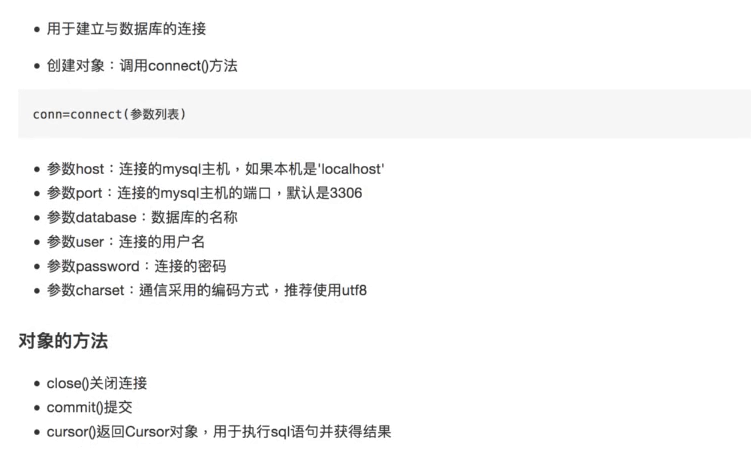 • 用于建立与数据库的连接
• 创建对象：调用connect()方法
conn=connect(参数列表)
• 参数host：连接的mysql主机，如果本机是'localhost'
• 参数port：连接的mysql主机的端口，默认是3306
• 参数database：数据库的名称
• 参数user：连接的用户名
• 参数password：连接的密码
• 参数charset：通信采用的编码方式，推荐使用utf8
对象的方法
• close()关闭连接
• commit()提交
• cursor()返回Cursor对象，用于执行sql语句并获得结果